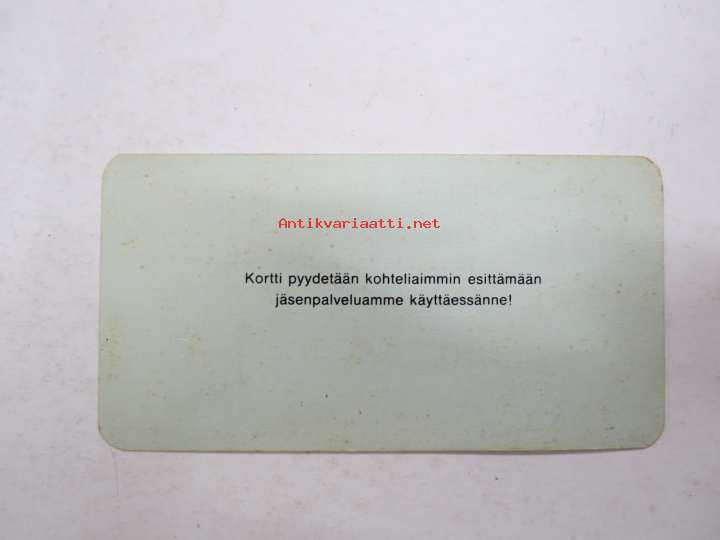 Antikvariaatti.net
Kortti pyydetään kohteliaimmin esittämään
jäsenpalveluamme käyttäessänne!